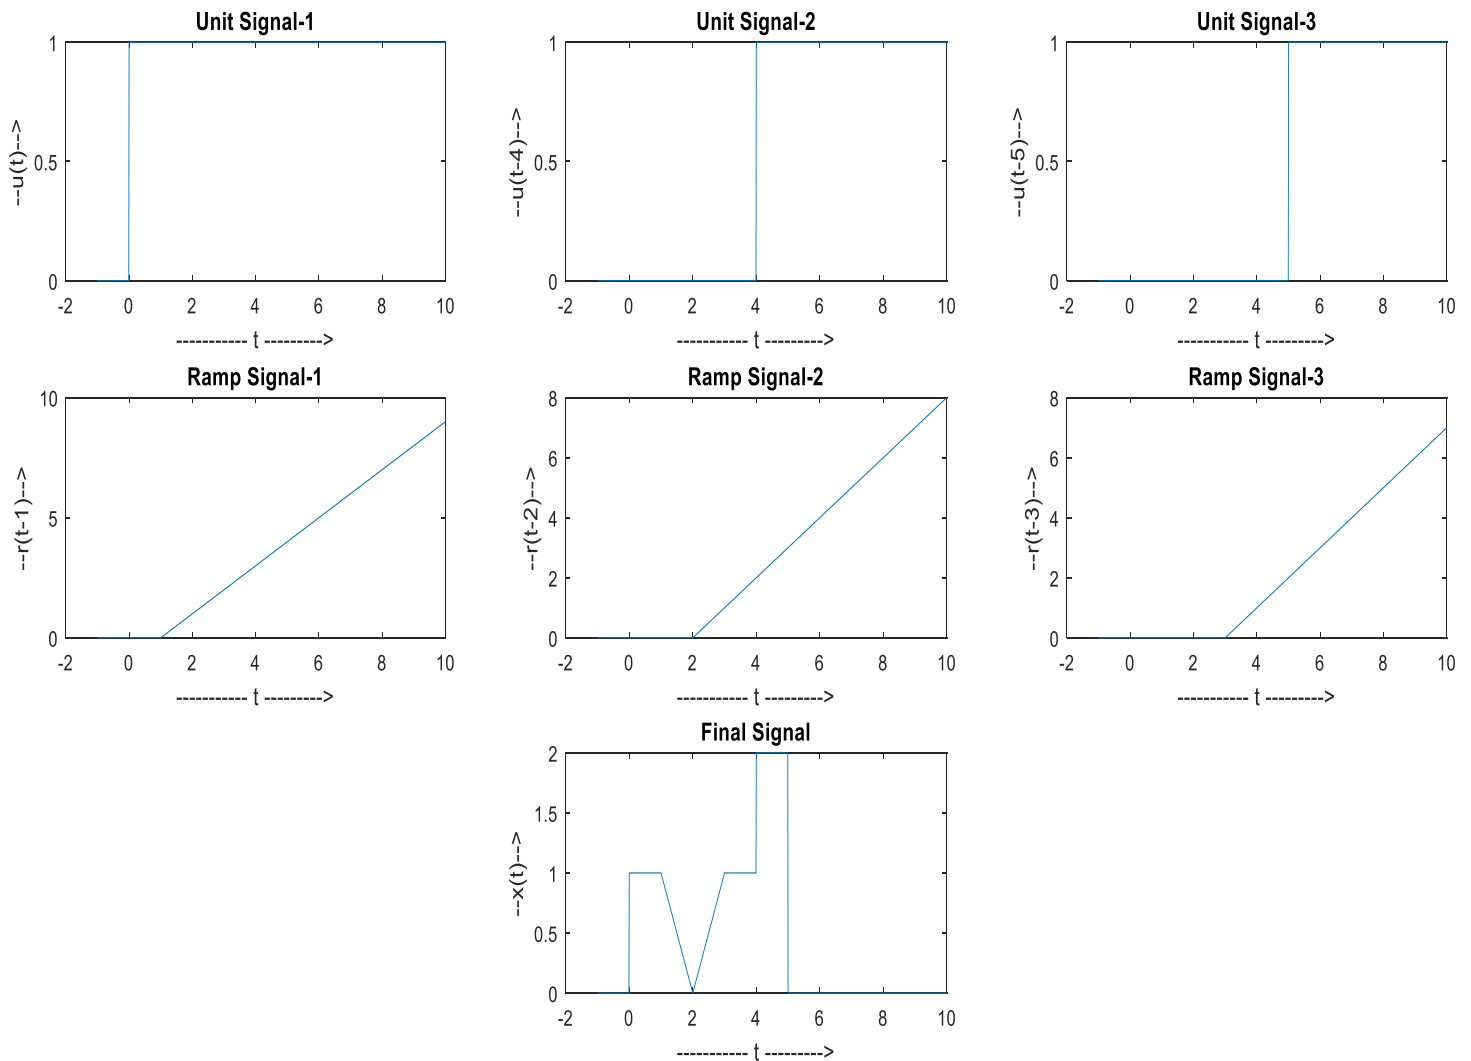 Unit Signal-1
--u(t)--->
1
0.5
0
-2 0 2 4 6 8 10
----------- t --------->
Unit Signal-2
--u(t-4)--->
1
0.5
0
-2 0 2 4 6 8 10
----------- t --------->
Unit Signal-3
--u(t-5)--->
1
0.5
0
-2 0 2 4 6 8 10
----------- t --------->
Ramp Signal-1
--r(t-1)--->
10
5
0
-2 0 2 4 6 8 10
----------- t --------->
Ramp Signal-2
--r(t-2)--->
8
6
4
2
0
-2 0 2 4 6 8 10
----------- t --------->
Ramp Signal-3
--r(t-3)--->
8
6
4
2
0
-2 0 2 4 6 8 10
----------- t --------->
Final Signal
--x(t)--->
2
1.5
1
0.5
0
-2 0 2 4 6 8 10
----------- t --------->